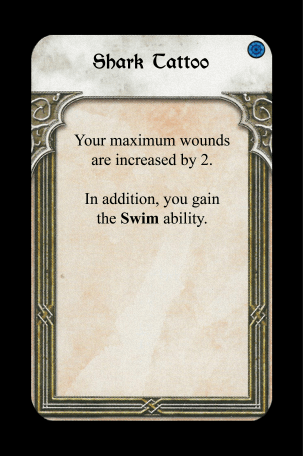 Shark Tattoo
Your maximum wounds
are increased by 2.
In addition, you gain
the Swim ability.